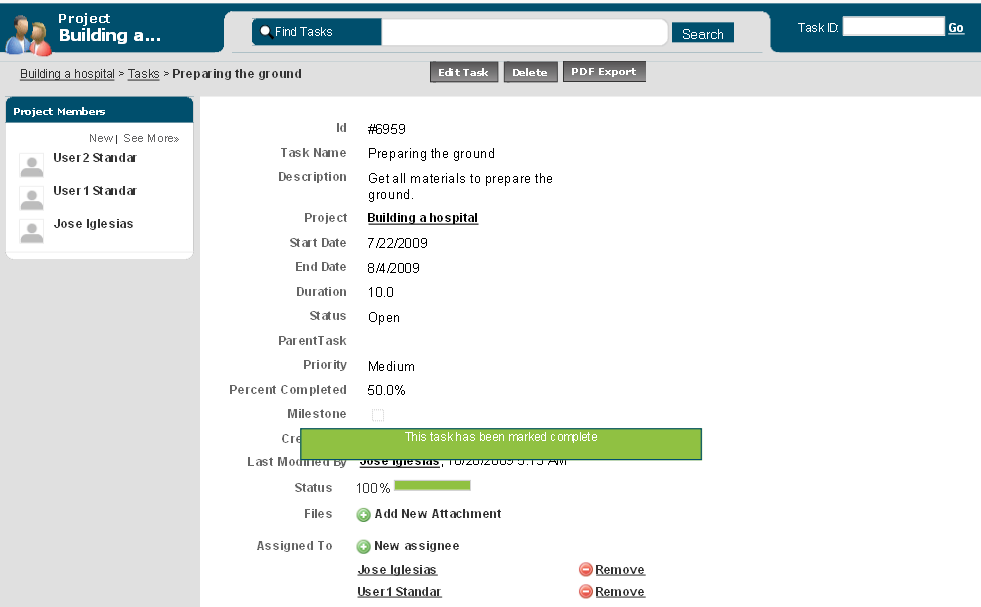 Project
Building a...
Find Tasks
Search
Task ID:
Go
Building a hospital > Tasks > Preparing the ground
Edit Task
Delete
PDF Export
Project Members
New | See More»
User2 Standar
User1 Standar
Jose Iglesias
Id #6959
Task Name Preparing the ground
Description Get all materials to prepare the
ground.
Project Building a hospital
Start Date 7/22/2009
End Date 8/4/2009
Duration 10.0
Status Open
ParentTask
Priority Medium
Percent Completed 50.0%
Milestone
This task has been marked complete
Last Modified By Jose Iglesias, 10/20/2009 5:15 AM
Status 100%
Files Add New Attachment
Assigned To New assignee
Jose Iglesias Remove
User1 Standar Remove